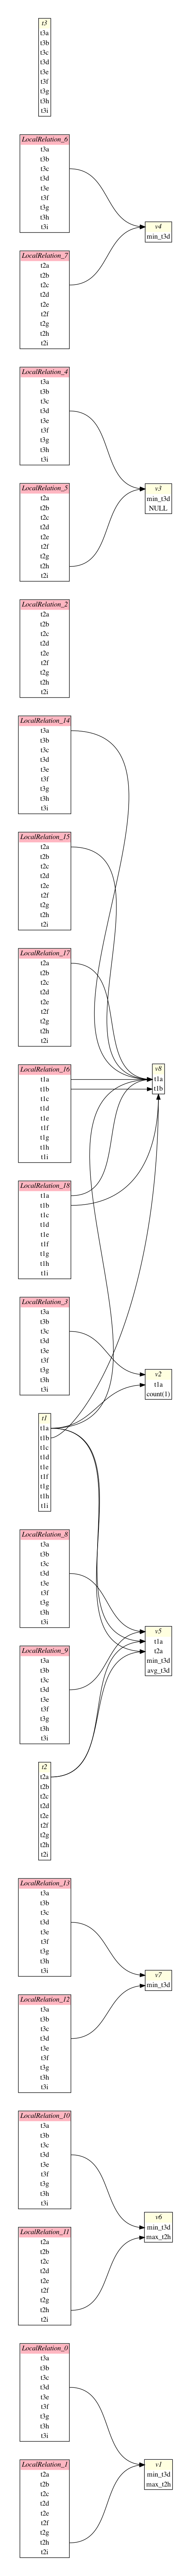 t3
t3a
t3b
t3c
t3d
t3e
t3f
t3g
t3h
t3i
LocalRelation_6
t3a
t3b
t3c
t3d
t3e
t3f
t3g
t3h
t3i
LocalRelation_7
t2a
t2b
t2c
t2d
t2e
t2f
t2g
t2h
t2i
LocalRelation_4
t3a
t3b
t3c
t3d
t3e
t3f
t3g
t3h
t3i
LocalRelation_5
t2a
t2b
t2c
t2d
t2e
t2f
t2g
t2h
t2i
LocalRelation_2
t2a
t2b
t2c
t2d
t2e
t2f
t2g
t2h
t2i
LocalRelation_14
t3a
t3b
t3c
t3d
t3e
t3f
t3g
t3h
t3i
LocalRelation_15
t2a
t2b
t2c
t2d
t2e
t2f
t2g
t2h
t2i
LocalRelation_17
t2a
t2b
t2c
t2d
t2e
t2f
t2g
t2h
t2i
LocalRelation_16
t1a
t1b
t1c
t1d
t1e
t1f
t1g
t1h
t1i
LocalRelation_18
t1a
t1b
t1c
t1d
t1e
t1f
t1g
t1h
t1i
LocalRelation_3
t3a
t3b
t3c
t3d
t3e
t3f
t3g
t3h
t3i
t1
t1a
t1b
t1c
t1d
t1e
t1f
t1g
t1h
t1i
LocalRelation_8
t3a
t3b
t3c
t3d
t3e
t3f
t3g
t3h
t3i
LocalRelation_9
t3a
t3b
t3c
t3d
t3e
t3f
t3g
t3h
t3i
t2
t2a
t2b
t2c
t2d
t2e
t2f
t2g
t2h
t2i
LocalRelation_13
t3a
t3b
t3c
t3d
t3e
t3f
t3g
t3h
t3i
LocalRelation_12
t3a
t3b
t3c
t3d
t3e
t3f
t3g
t3h
t3i
LocalRelation_10
t3a
t3b
t3c
t3d
t3e
t3f
t3g
t3h
t3i
LocalRelation_11
t2a
t2b
t2c
t2d
t2e
t2f
t2g
t2h
t2i
LocalRelation_0
t3a
t3b
t3c
t3d
t3e
t3f
t3g
t3h
t3i
LocalRelation_1
t2a
t2b
t2c
t2d
t2e
t2f
t2g
t2h
t2i
v4
min_t3d
v3
min_t3d
NULL
v8
t1a
t1b
v2
t1a
count(1)
v5
t1a
t2a
min_t3d
avg_t3d
v7
min_t3d
v6
min_t3d
max_t2h
v1
min_t3d
max_t2h